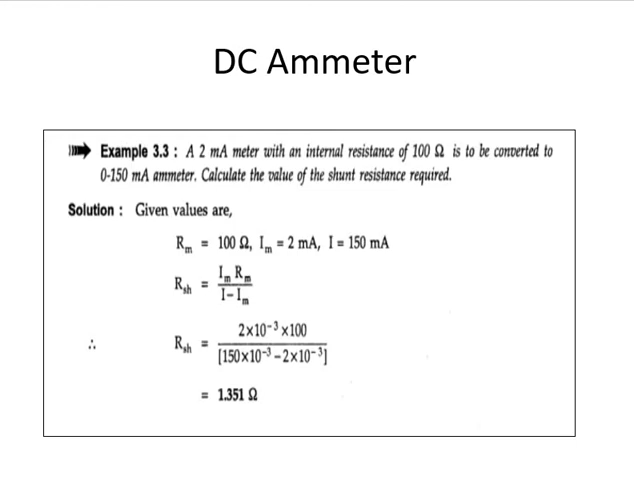 DC Ammeter
Example 3.3 : A 2 mA meter with an internal resistance of 100 Ω is to be converted to
0-150 mA ammeter. Calculate the value of the shunt resistance required.
Solution : Given values are,
Rm = 100 Ω, Im = 2 mA, I = 150 mA
Rsh = Im Rm / I – Im
∴ Rsh = 2×10⁻³ ×100 / [150×10⁻³ – 2×10⁻³]
= 1.351 Ω